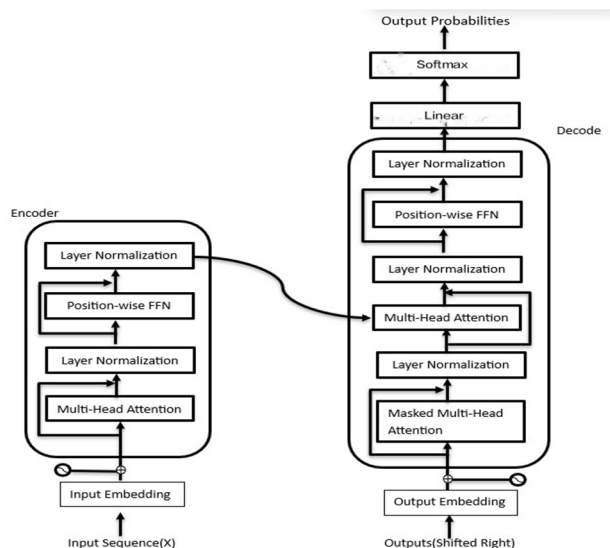 Output Probabilities
Softmax
Linear
Decode
Layer Normalization
Position-wise FFN
Layer Normalization
Multi-Head Attention
Layer Normalization
Masked Multi-Head
Attention
Output Embedding
Outputs(Shifted Right)
Encoder
Layer Normalization
Position-wise FFN
Layer Normalization
Multi-Head Attention
Input Embedding
Input Sequence(X)